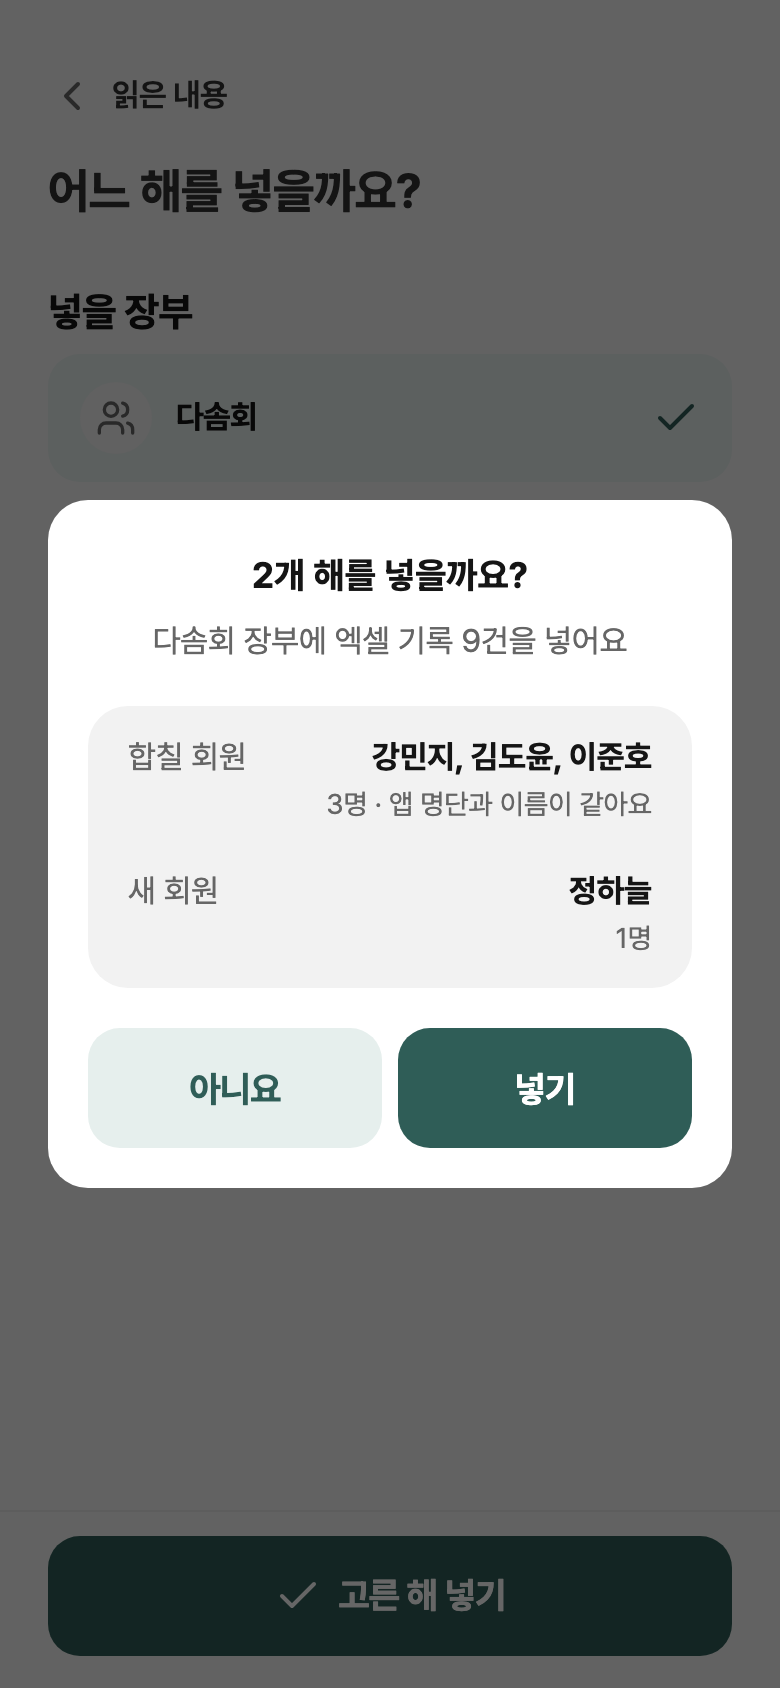 읽은 내용
어느 해를 넣을까요?
넣을 장부
다솜회
2개 해를 넣을까요?
다솜회 장부에 엑셀 기록 9건을 넣어요
합칠 회원
강민지, 김도윤, 이준호
3명 · 앱 명단과 이름이 같아요
새 회원
정하늘
1명
아니요
넣기
고른 해 넣기